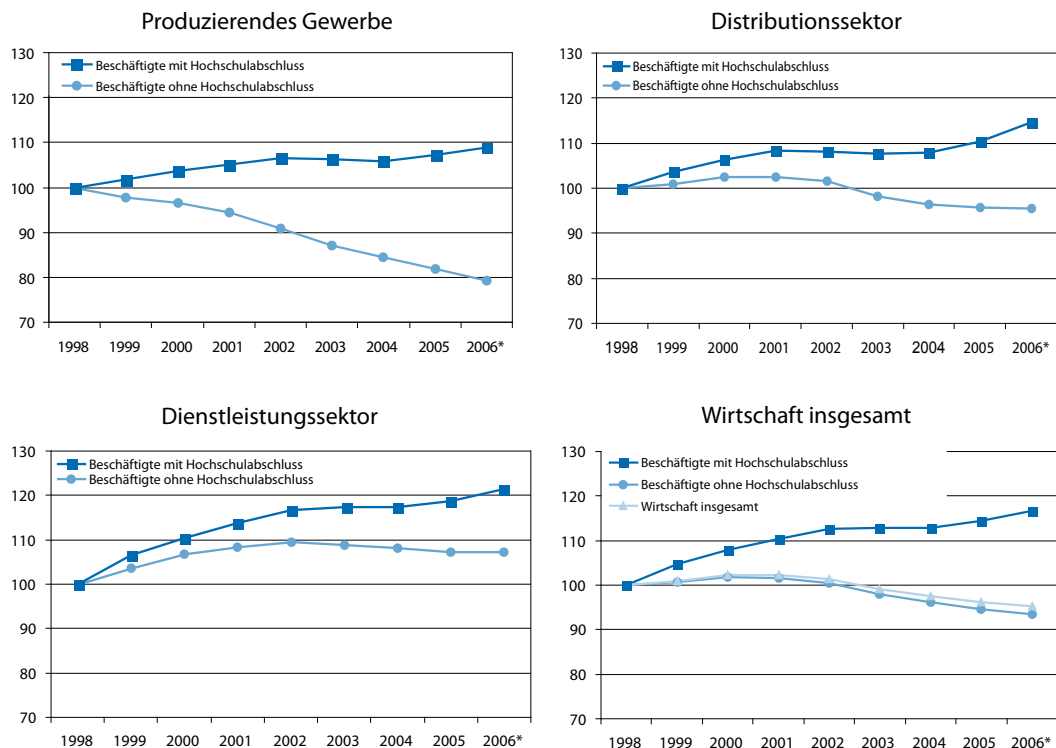 Produzierendes Gewerbe
130
120
110
100
90
80
70
Beschäftigte mit Hochschulabschluss
Beschäftigte ohne Hochschulabschluss
1998 1999 2000 2001 2002 2003 2004 2005 2006*
Distributionssektor
130
120
110
100
90
80
70
Beschäftigte mit Hochschulabschluss
Beschäftigte ohne Hochschulabschluss
1998 1999 2000 2001 2002 2003 2004 2005 2006*
Dienstleistungssektor
130
120
110
100
90
80
70
Beschäftigte mit Hochschulabschluss
Beschäftigte ohne Hochschulabschluss
1998 1999 2000 2001 2002 2003 2004 2005 2006*
Wirtschaft insgesamt
130
120
110
100
90
80
70
Beschäftigte mit Hochschulabschluss
Beschäftigte ohne Hochschulabschluss
Wirtschaft insgesamt
1998 1999 2000 2001 2002 2003 2004 2005 2006*